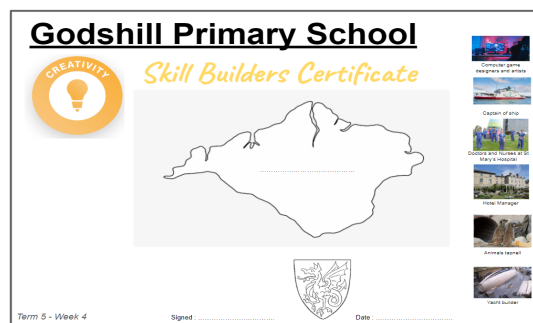 Godshill Primary School
CREATIVITY
Skill Builders Certificate
Computer game
designers and artists
Captain of ship
Doctors and Nurses at St
Mary's Hospital
Hotel Manager
Animals tapnell
Yacht builder
Term 5 - Week 4
Signed : ................................
Date : ................................